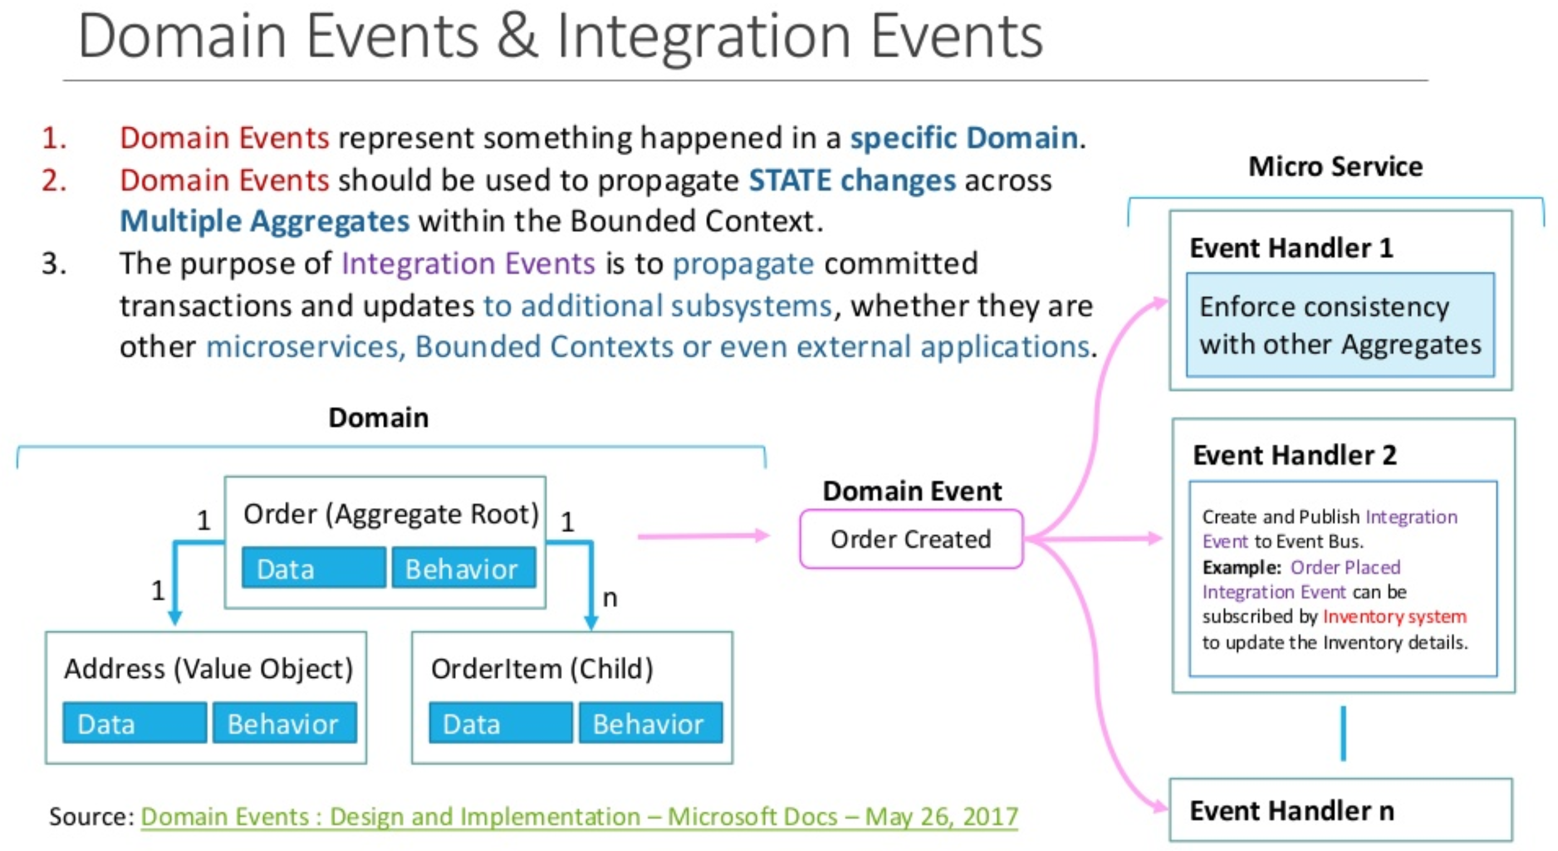 Domain Events & Integration Events
1. Domain Events represent something happened in a specific Domain.
2. Domain Events should be used to propagate STATE changes across
Multiple Aggregates within the Bounded Context.
3. The purpose of Integration Events is to propagate committed
transactions and updates to additional subsystems, whether they are
other microservices, Bounded Contexts or even external applications.
Domain
Order (Aggregate Root)
Data
Behavior
1
1
1
n
Address (Value Object)
Data
Behavior
OrderItem (Child)
Data
Behavior
Domain Event
Order Created
Micro Service
Event Handler 1
Enforce consistency
with other Aggregates
Event Handler 2
Create and Publish Integration
Event to Event Bus.
Example: Order Placed
Integration Event can be
subscribed by Inventory system
to update the Inventory details.
Event Handler n
Source: Domain Events : Design and Implementation – Microsoft Docs – May 26, 2017